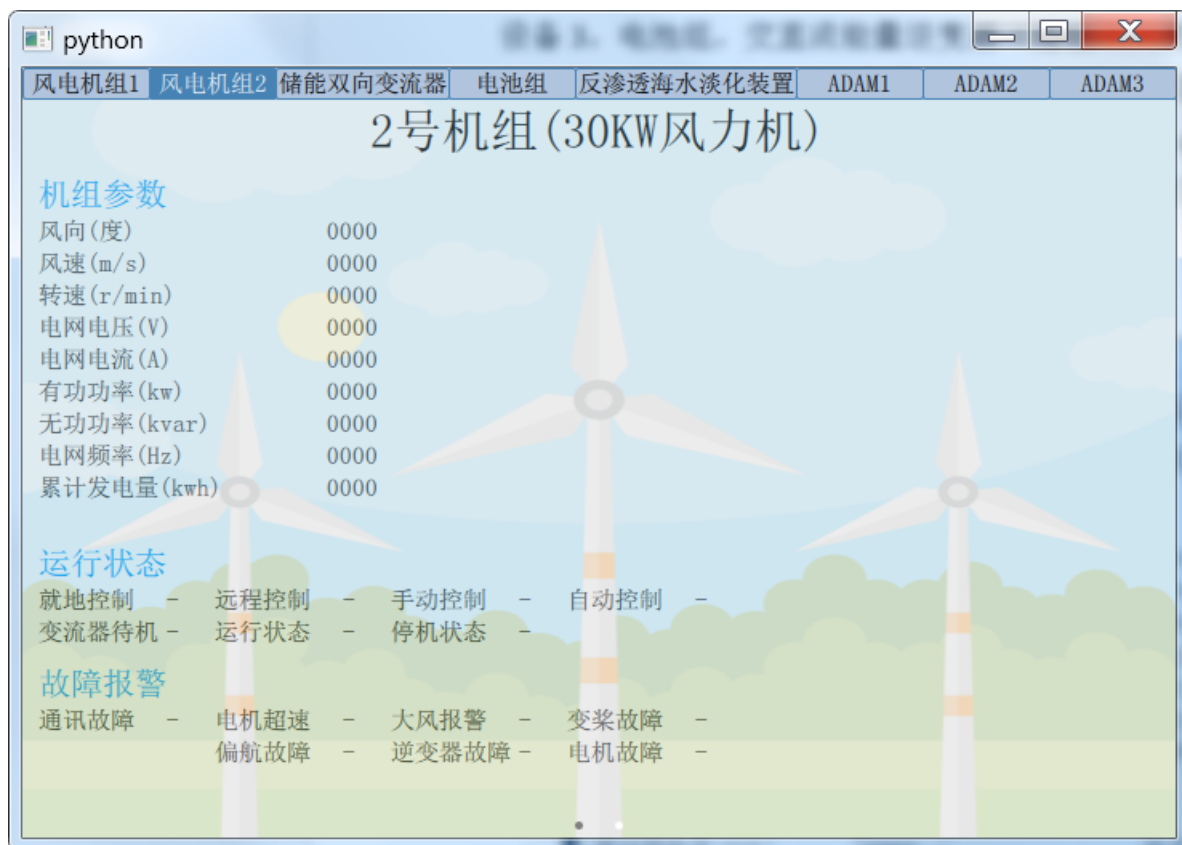 python
风电机组1 风电机组2 储能双向变流器 电池组 反渗透海水淡化装置 ADAM1 ADAM2 ADAM3
2号机组(30KW风力机)
机组参数
风向(度) 0000
风速(m/s) 0000
转速(r/min) 0000
电网电压(V) 0000
电网电流(A) 0000
有功功率(kw) 0000
无功功率(kvar) 0000
电网频率(Hz) 0000
累计发电量(kwh) 0000
运行状态
就地控制 - 远程控制 - 手动控制 - 自动控制 -
变流器待机 - 运行状态 - 停机状态 -
故障报警
通讯故障 - 电机超速 - 大风报警 - 变桨故障 -
偏航故障 - 逆变器故障 - 电机故障 -